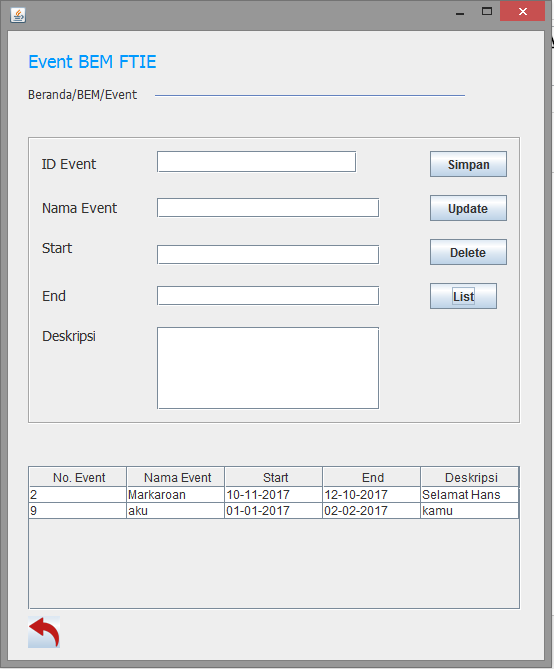 Event BEM FTIE
Beranda/BEM/Event
ID Event
Simpan
Nama Event
Update
Start
Delete
End
List
Deskripsi
No. Event Nama Event Start End Deskripsi
2 Markaroan 10-11-2017 12-10-2017 Selamat Hans
9 aku 01-01-2017 02-02-2017 kamu